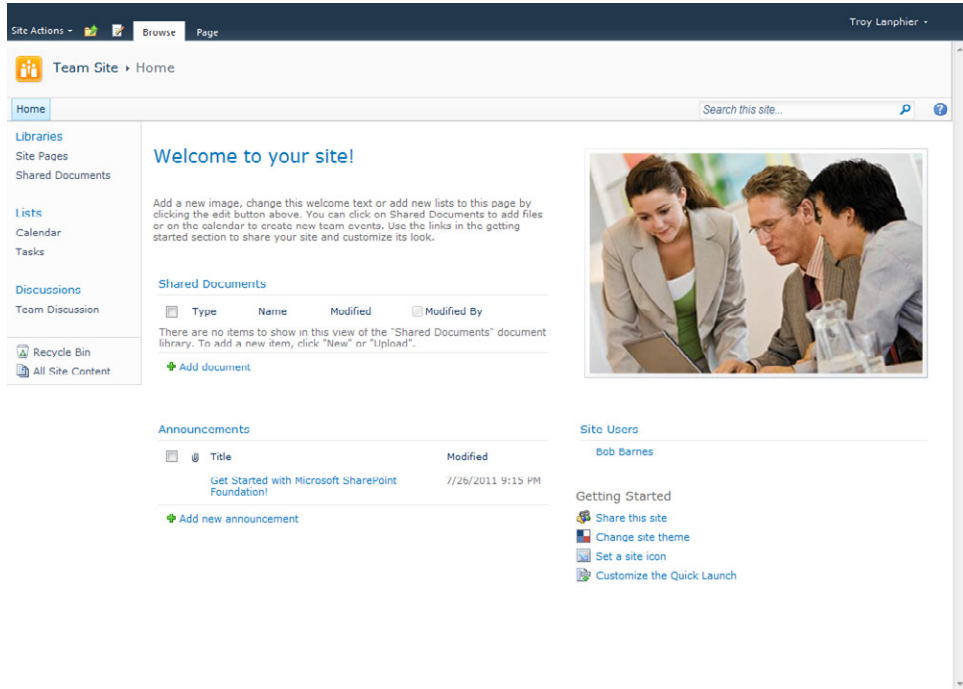 Site Actions
Browse
Page
Troy Lanphier
Team Site ▸ Home
Home
Search this site...
Libraries
Site Pages
Shared Documents
Lists
Calendar
Tasks
Discussions
Team Discussion
Recycle Bin
All Site Content
Welcome to your site!
Add a new image, change this welcome text or add new lists to this page by
clicking the edit button above. You can click on Shared Documents to add files
or on the calendar to create new team events. Use the links in the getting
started section to share your site and customize its look.
Shared Documents
Type Name Modified Modified By
There are no items to show in this view of the "Shared Documents" document
library. To add a new item, click "New" or "Upload".
Add document
Announcements
Title Modified
Get Started with Microsoft SharePoint 7/26/2011 9:15 PM
Foundation!
Add new announcement
Site Users
Bob Barnes
Getting Started
Share this site
Change site theme
Set a site icon
Customize the Quick Launch